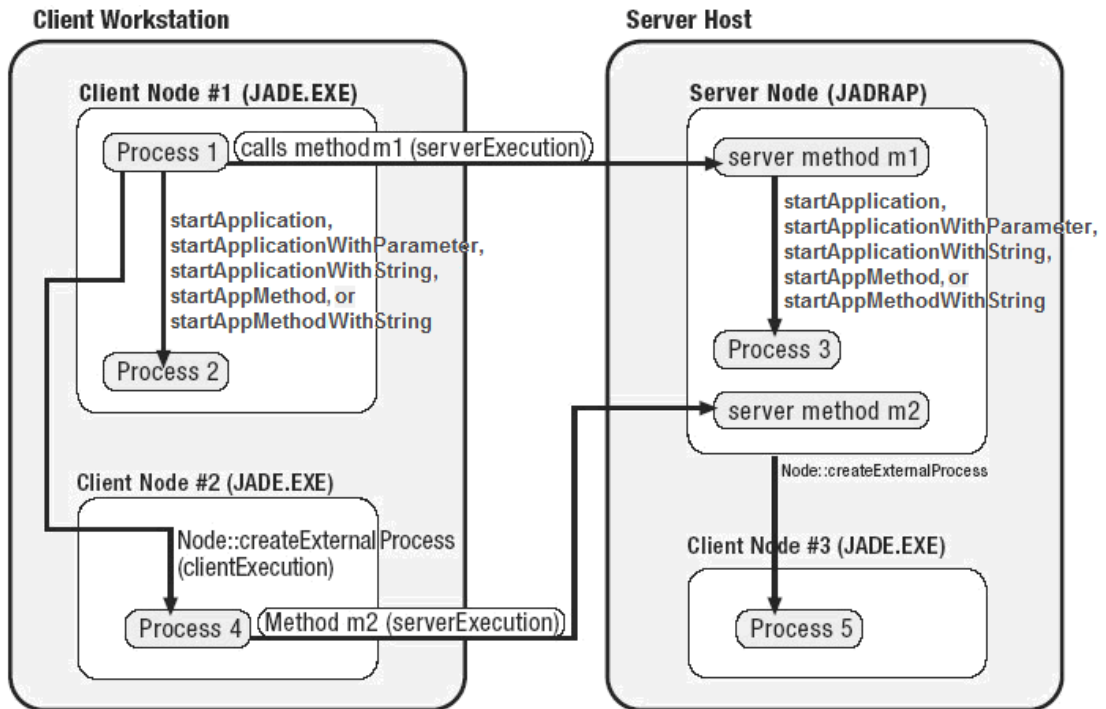 Client Workstation
Client Node #1 (JADE.EXE)
Process 1
calls method m1 (serverExecution)
startApplication,
startApplicationWithParameter,
startApplicationWithString,
startAppMethod, or
startAppMethodWithString
Process 2
Client Node #2 (JADE.EXE)
Node::createExternalProcess
(clientExecution)
Process 4
(Method m2 (serverExecution)
Server Host
Server Node (JADRAP)
server method m1
startApplication,
startApplicationWithParameter,
startApplicationWithString,
startAppMethod, or
startAppMethodWithString
Process 3
server method m2
Node::createExternalProcess
Client Node #3 (JADE.EXE)
Process 5